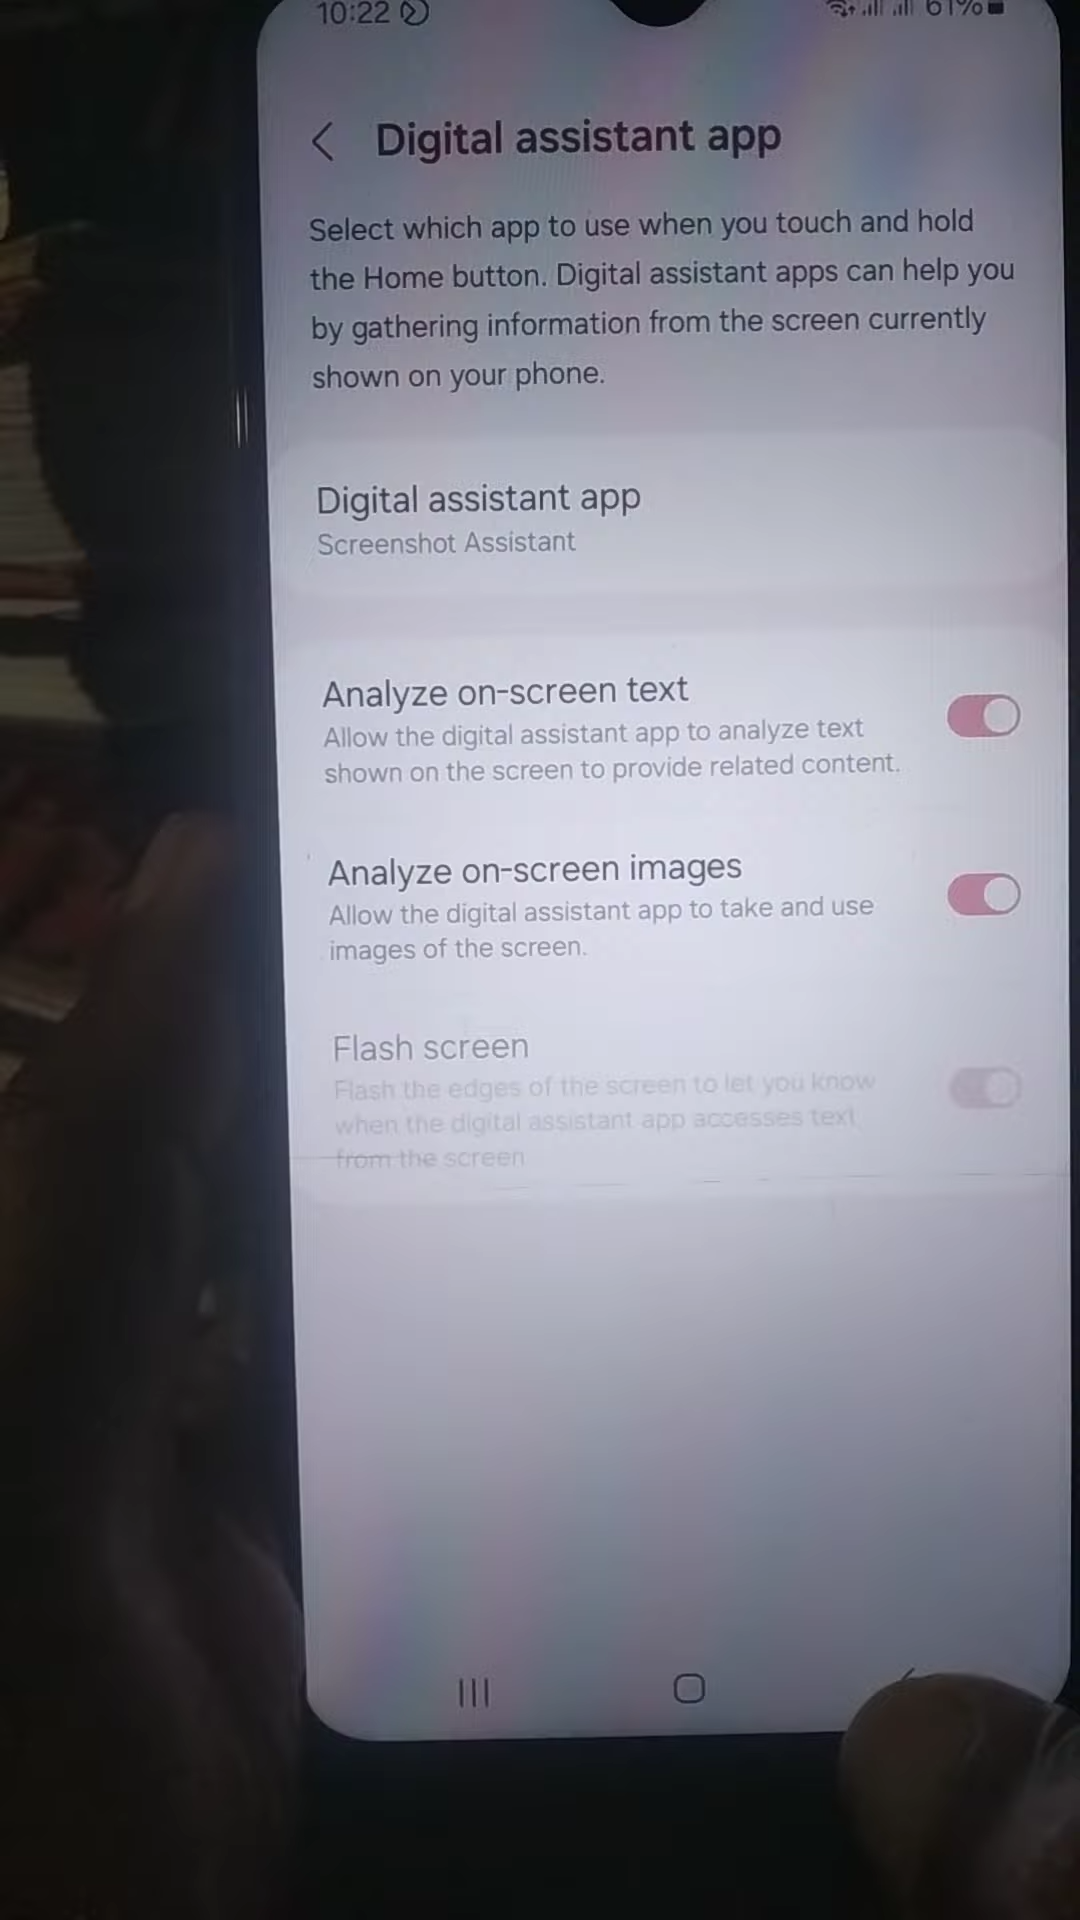 10:22
61%
Digital assistant app
Select which app to use when you touch and hold
the Home button. Digital assistant apps can help you
by gathering information from the screen currently
shown on your phone.
Digital assistant app
Screenshot Assistant
Analyze on-screen text
Allow the digital assistant app to analyze text
shown on the screen to provide related content.
Analyze on-screen images
Allow the digital assistant app to take and use
images of the screen.
Flash screen
Flash the edges of the screen to let you know
when the digital assistant app accesses text
from the screen